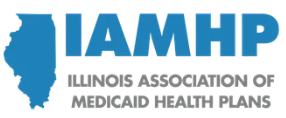 IAMHP
ILLINOIS ASSOCIATION OF
MEDICAID HEALTH PLANS